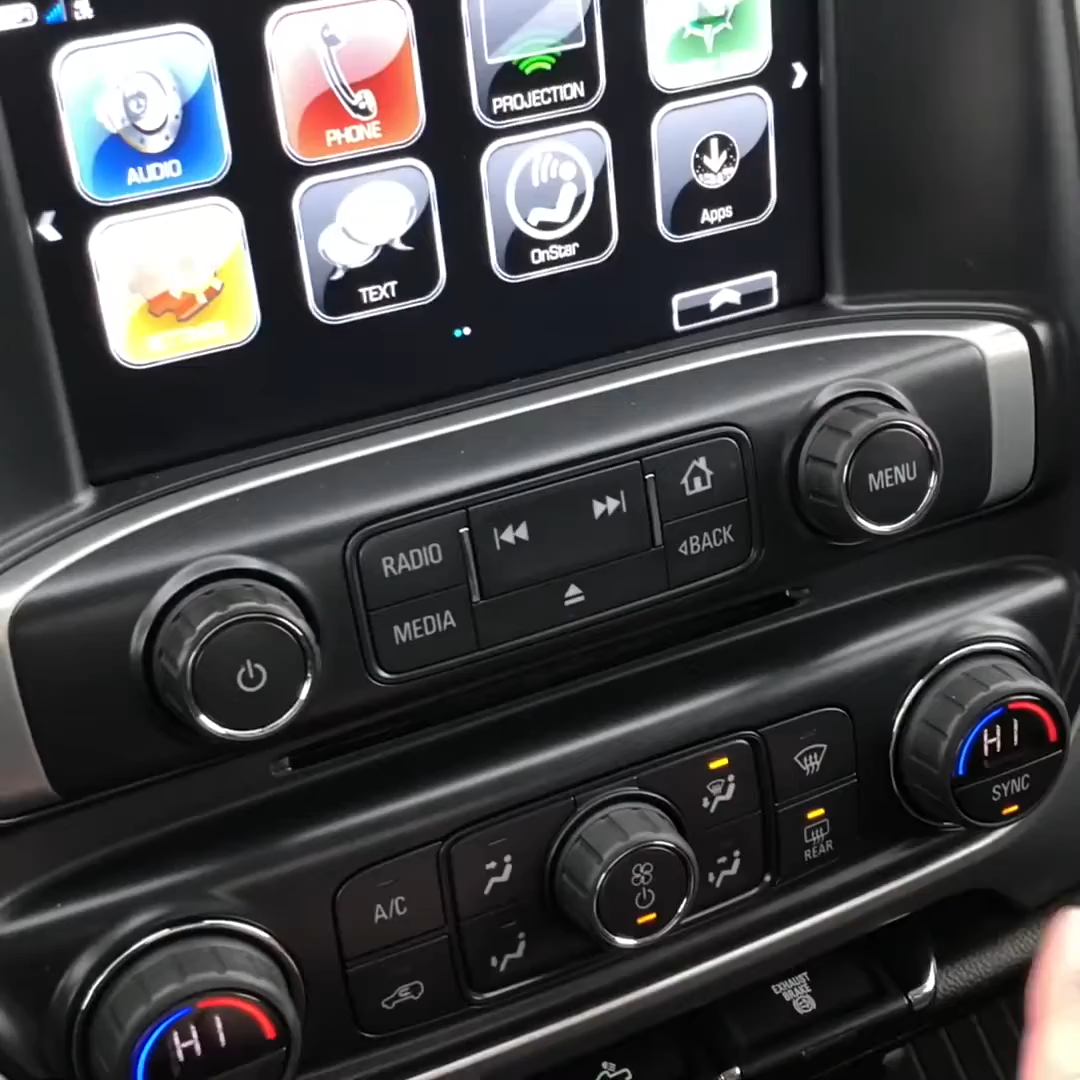 AUDIO
PHONE
PROJECTION
TEXT
OnStar
Apps
MENU
RADIO
BACK
MEDIA
HI
SYNC
REAR
A/C
HI
EXHAUST
BRAKE